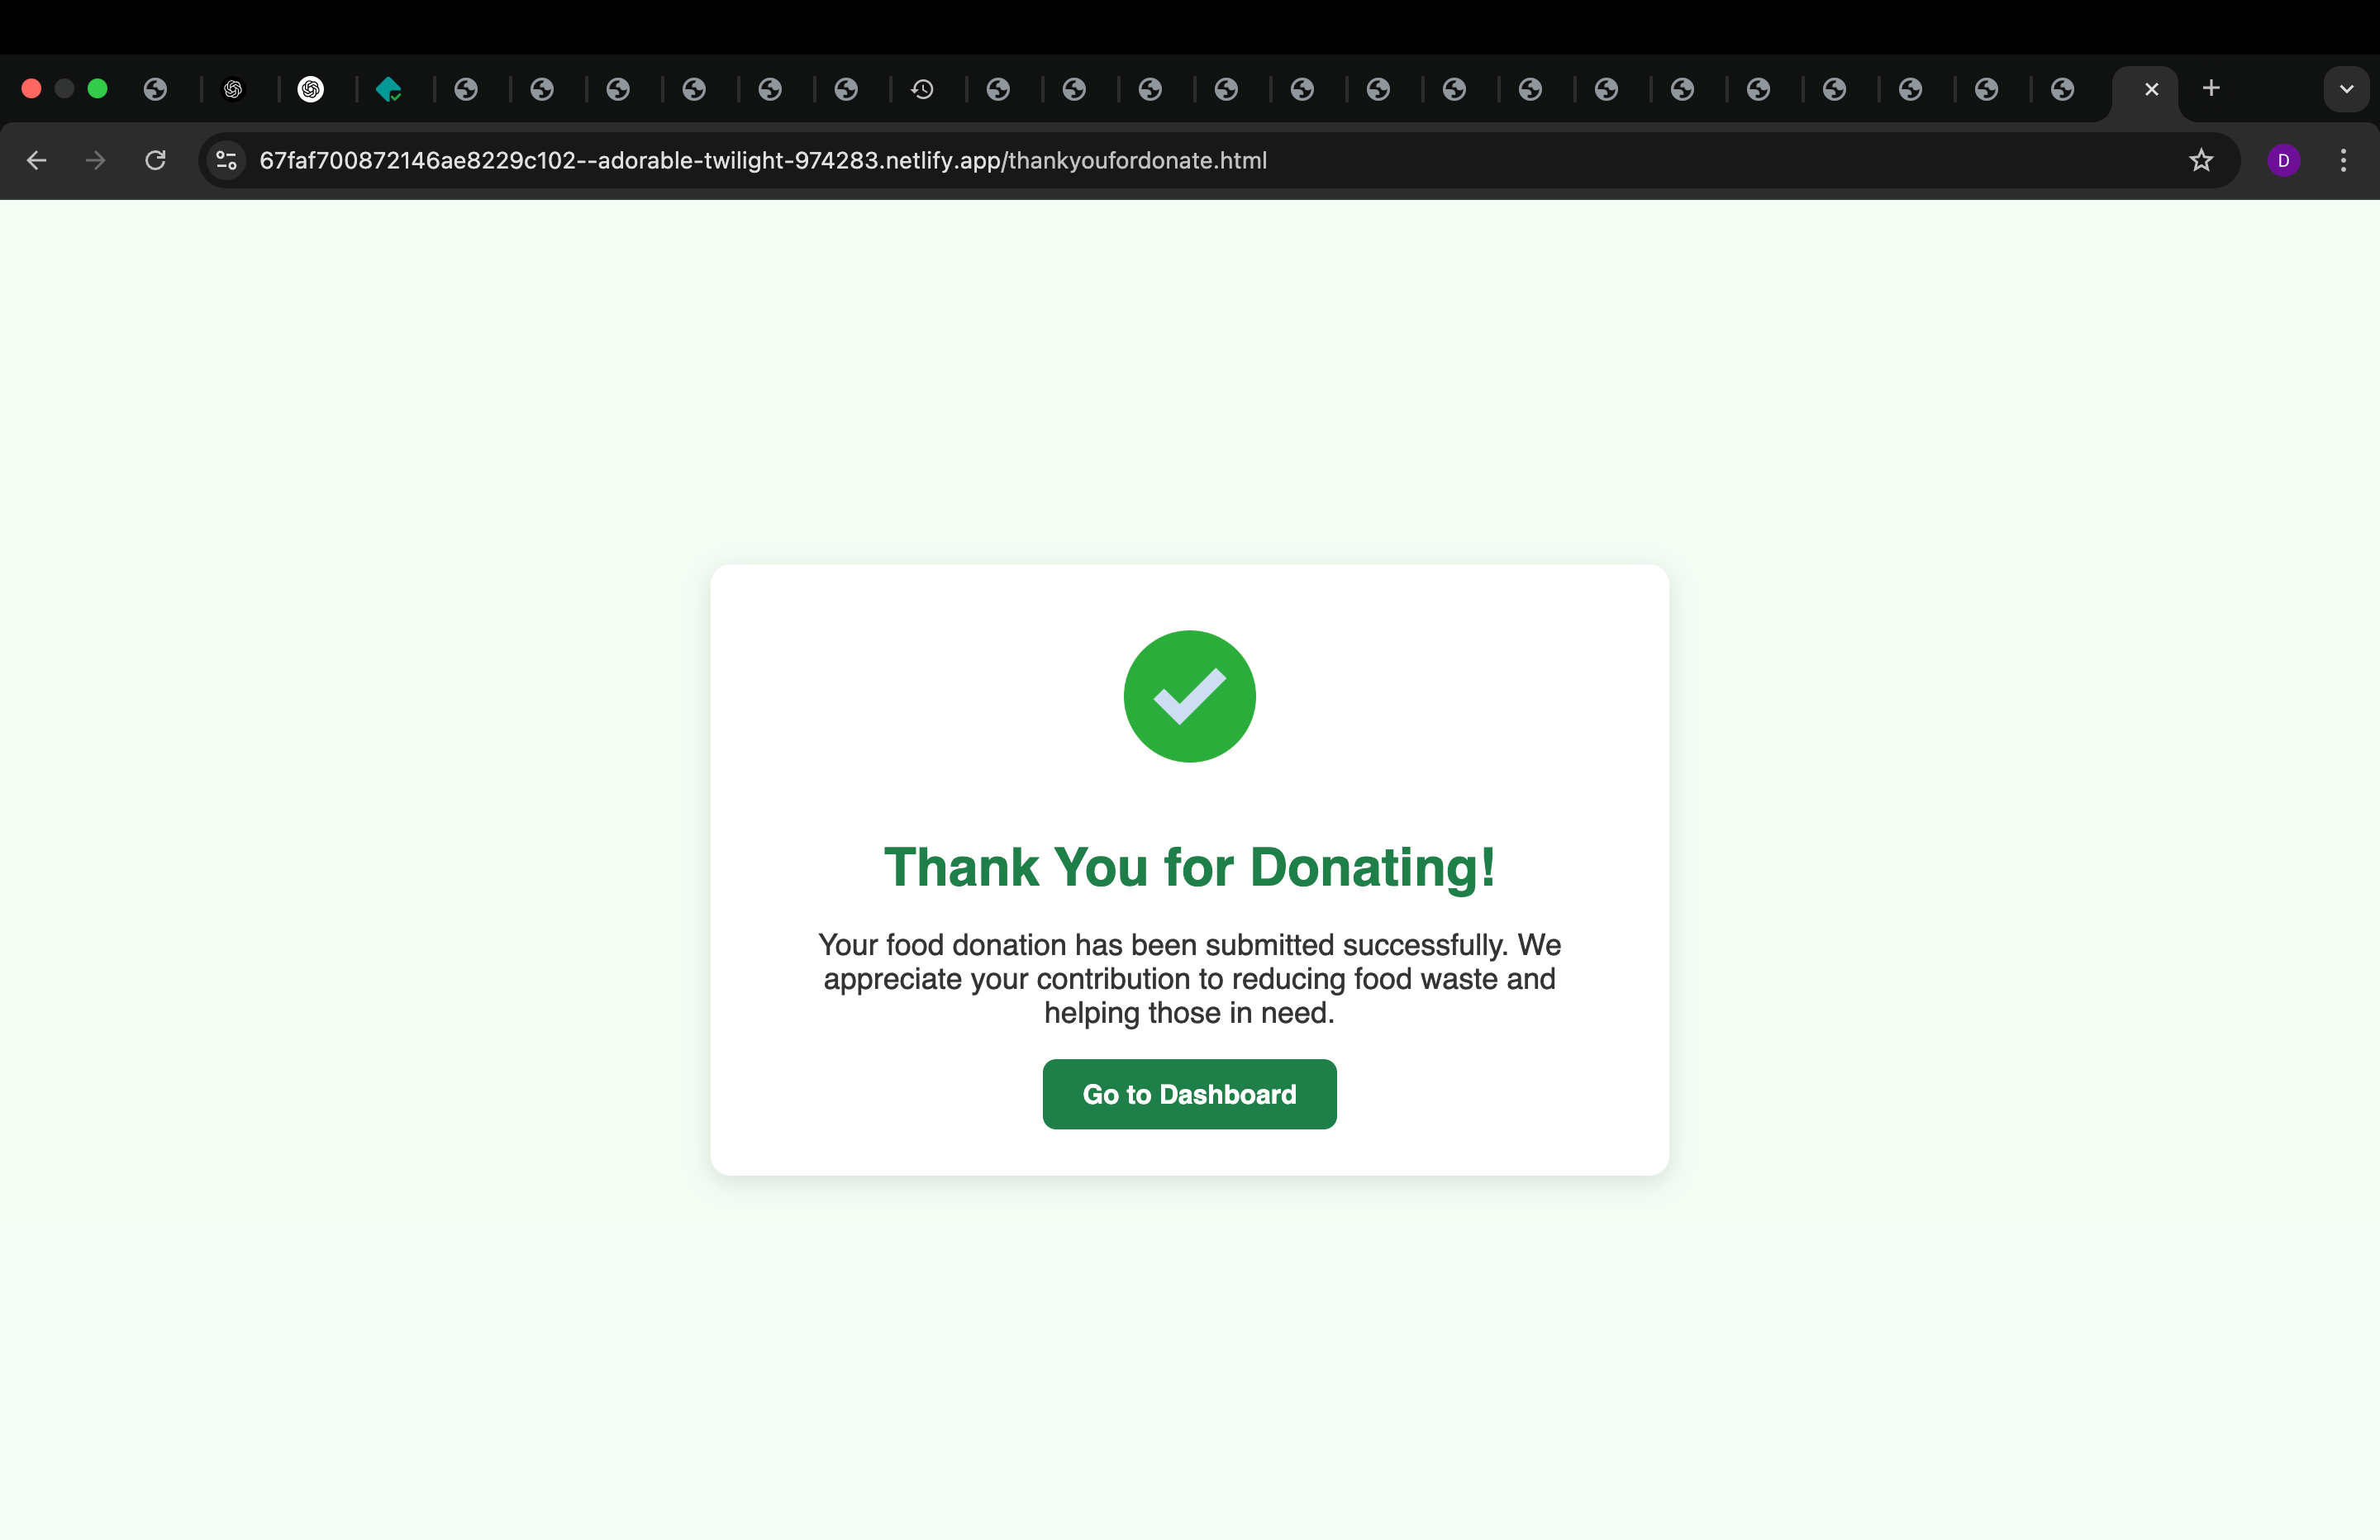 67faf700872146ae8229c102--adorable-twilight-974283.netlify.app/thankyoufordonate.html
D
Thank You for Donating!
Your food donation has been submitted successfully. We
appreciate your contribution to reducing food waste and
helping those in need.
Go to Dashboard